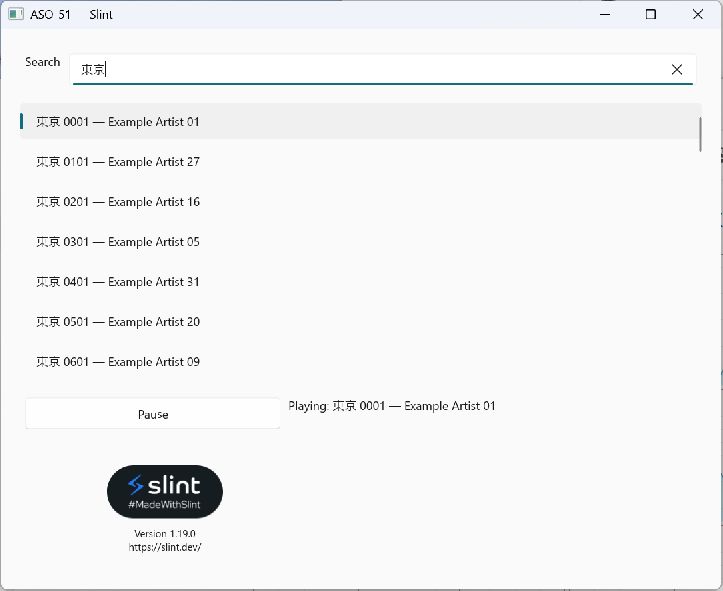 ASO-51 Slint
Search
東京
東京 0001 — Example Artist 01
東京 0101 — Example Artist 27
東京 0201 — Example Artist 16
東京 0301 — Example Artist 05
東京 0401 — Example Artist 31
東京 0501 — Example Artist 20
東京 0601 — Example Artist 09
Pause
Playing: 東京 0001 — Example Artist 01
slint
#MadeWithSlint
Version 1.19.0
https://slint.dev/